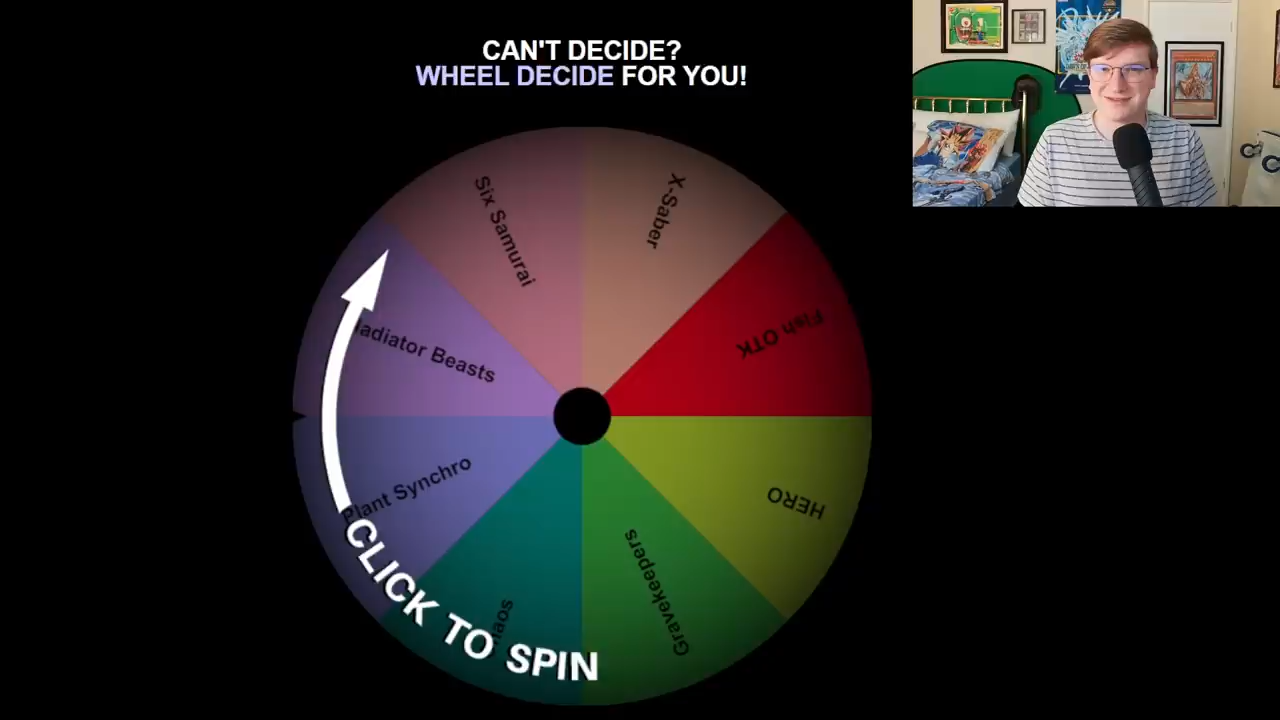 CAN'T DECIDE?
WHEEL DECIDE FOR YOU!
Six Samurai
X-Saber
Fish OTK
HERO
Gravekeepers
Plant Synchro
Beasts
CLICK TO SPIN